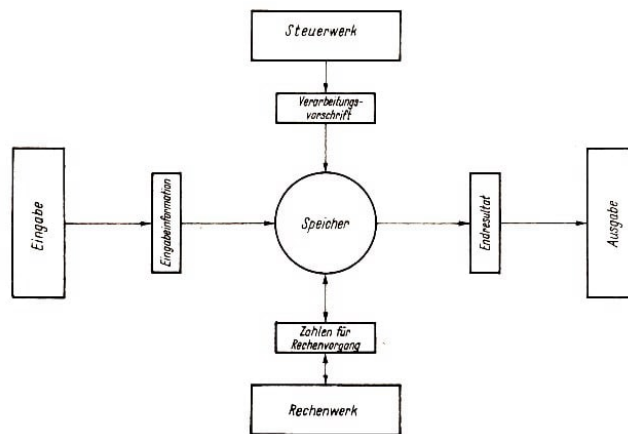 Steuerwerk
Verarbeitungs-
vorschrift
Eingabe
Eingabeinformation
Speicher
Endresultat
Ausgabe
Zahlen für
Rechenvorgang
Rechenwerk